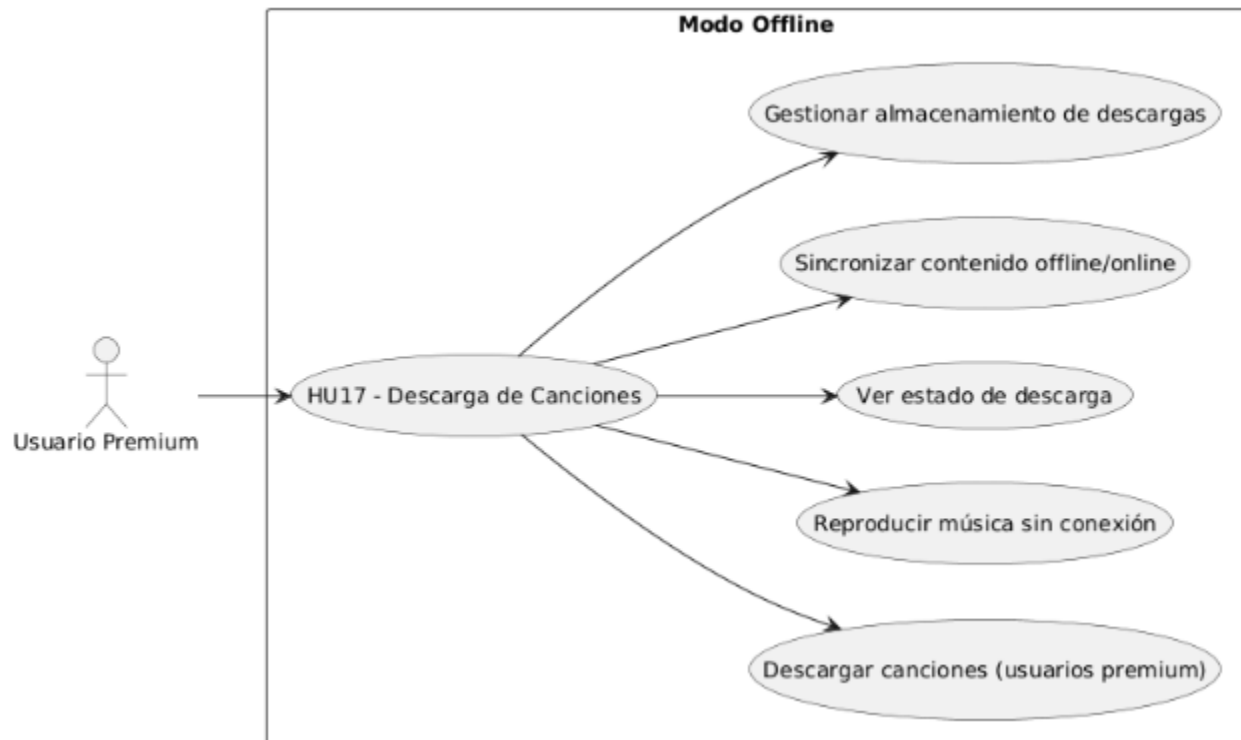 Modo Offline
Gestionar almacenamiento de descargas
Sincronizar contenido offline/online
HU17 - Descarga de Canciones
Ver estado de descarga
Usuario Premium
Reproducir música sin conexión
Descargar canciones (usuarios premium)